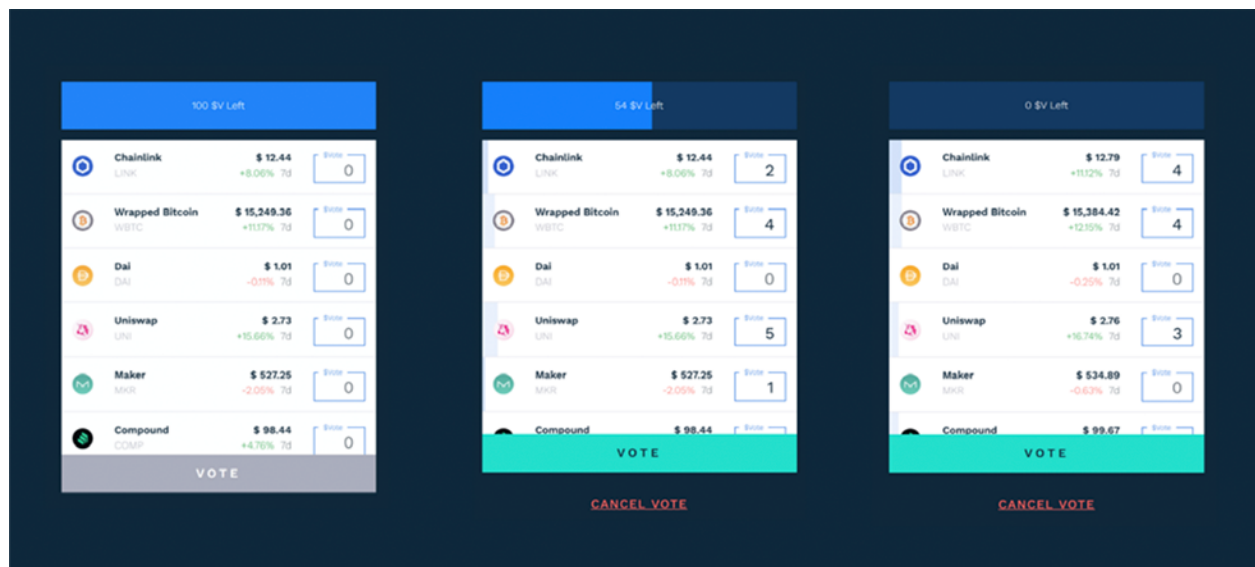 100 $V Left
Chainlink $ 12.44 $Vote
LINK +8.06% 7d 0
Wrapped Bitcoin $ 15,249.36 $Vote
WBTC +11.17% 7d 0
Dai $ 1.01 $Vote
DAI -0.11% 7d 0
Uniswap $ 2.73 $Vote
UNI +15.66% 7d 0
Maker $ 527.25 $Vote
MKR -2.05% 7d 0
Compound $ 98.44 $Vote
COMP +4.76% 7d 0
VOTE
54 $V Left
Chainlink $ 12.44 $Vote
LINK +8.06% 7d 2
Wrapped Bitcoin $ 15,249.36 $Vote
WBTC +11.17% 7d 4
Dai $ 1.01 $Vote
DAI -0.11% 7d 0
Uniswap $ 2.73 $Vote
UNI +15.66% 7d 5
Maker $ 527.25 $Vote
MKR -2.05% 7d 1
Compound $ 98.44 $Vote
VOTE
CANCEL VOTE
0 $V Left
Chainlink $ 12.79 $Vote
LINK +11.12% 7d 4
Wrapped Bitcoin $ 15,384.42 $Vote
WBTC +12.15% 7d 4
Dai $ 1.01 $Vote
DAI -0.25% 7d 0
Uniswap $ 2.76 $Vote
UNI +16.74% 7d 3
Maker $ 534.89 $Vote
MKR -0.63% 7d 0
Compound $ 99.67 $Vote
VOTE
CANCEL VOTE